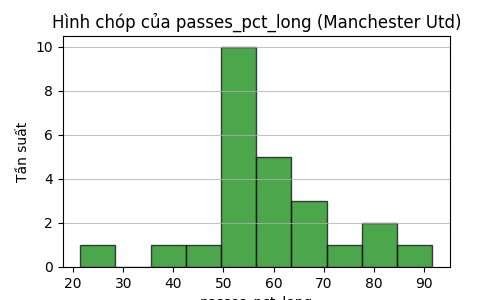 Hình chóp của passes_pct_long (Manchester Utd)
10
8
6
4
2
0
Tần suất
20 30 40 50 60 70 80 90
passes_pct_long